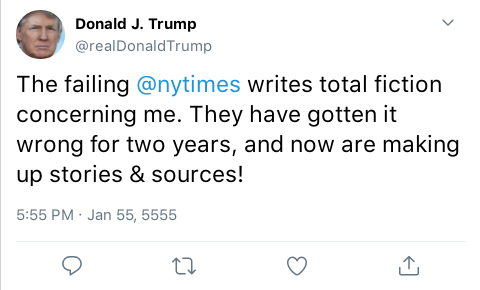 Donald J. Trump
@realDonaldTrump
The failing @nytimes writes total fiction
concerning me. They have gotten it
wrong for two years, and now are making
up stories & sources!
5:55 PM · Jan 55, 5555